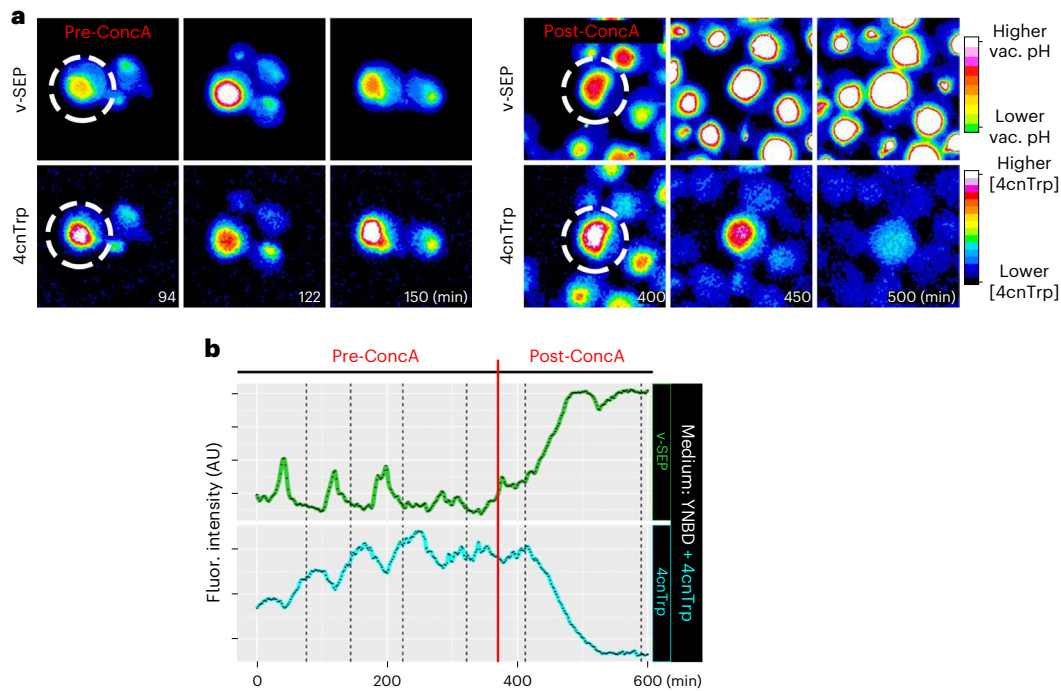 a
Pre-ConcA
Post-ConcA
v-SEP
v-SEP
Higher
vac. pH
Lower
vac. pH
4cnTrp
94
122
150 (min)
4cnTrp
400
450
500 (min)
Higher
[4cnTrp]
Lower
[4cnTrp]
b
Pre-ConcA
Post-ConcA
Fluor. intensity (AU)
v-SEP
4cnTrp
Medium: YNBD + 4cnTrp
0
200
400
600 (min)